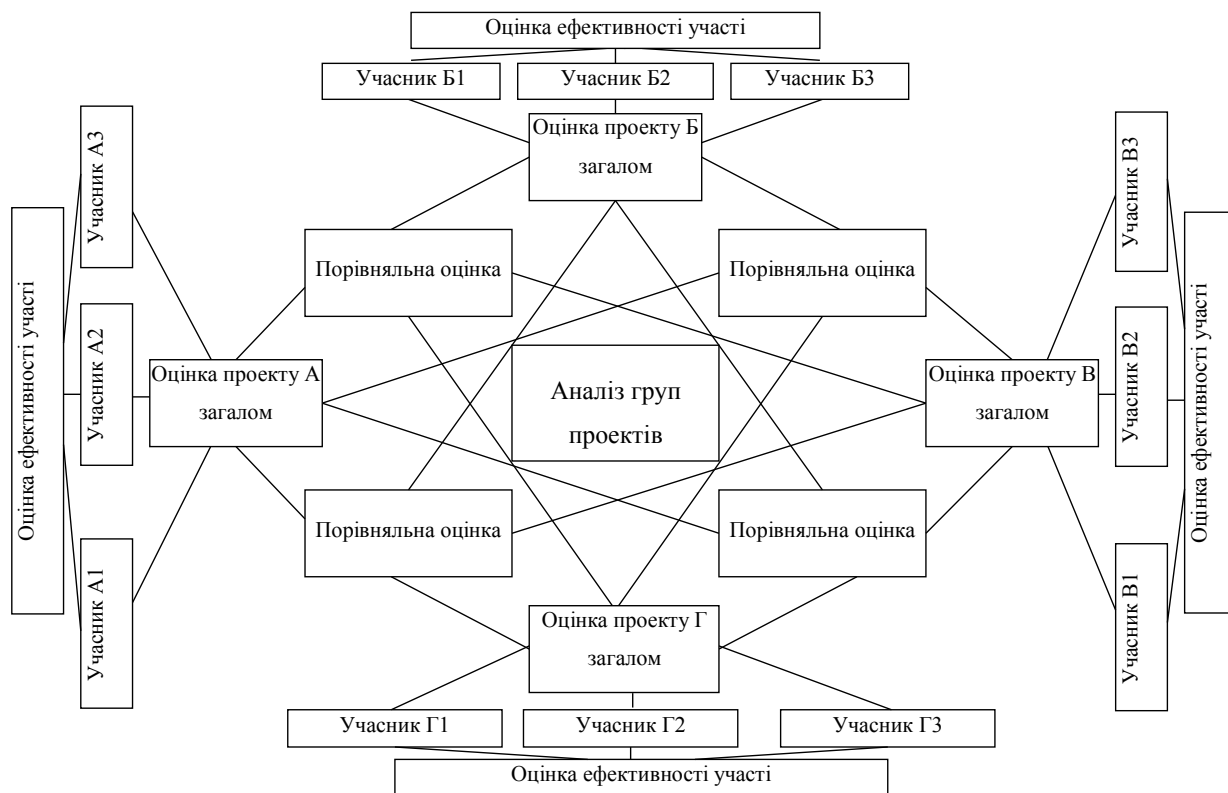 Оцінка ефективності участі
Учасник Б1
Учасник Б2
Учасник Б3
Оцінка проекту Б
загалом
Учасник А3
Учасник В3
Порівняльна оцінка
Порівняльна оцінка
Оцінка ефективності участі
Учасник А2
Оцінка проекту А
загалом
Аналіз груп
проектів
Оцінка проекту В
загалом
Учасник В2
Оцінка ефективності участі
Порівняльна оцінка
Порівняльна оцінка
Учасник А1
Учасник В1
Оцінка проекту Г
загалом
Учасник Г1
Учасник Г2
Учасник Г3
Оцінка ефективності участі